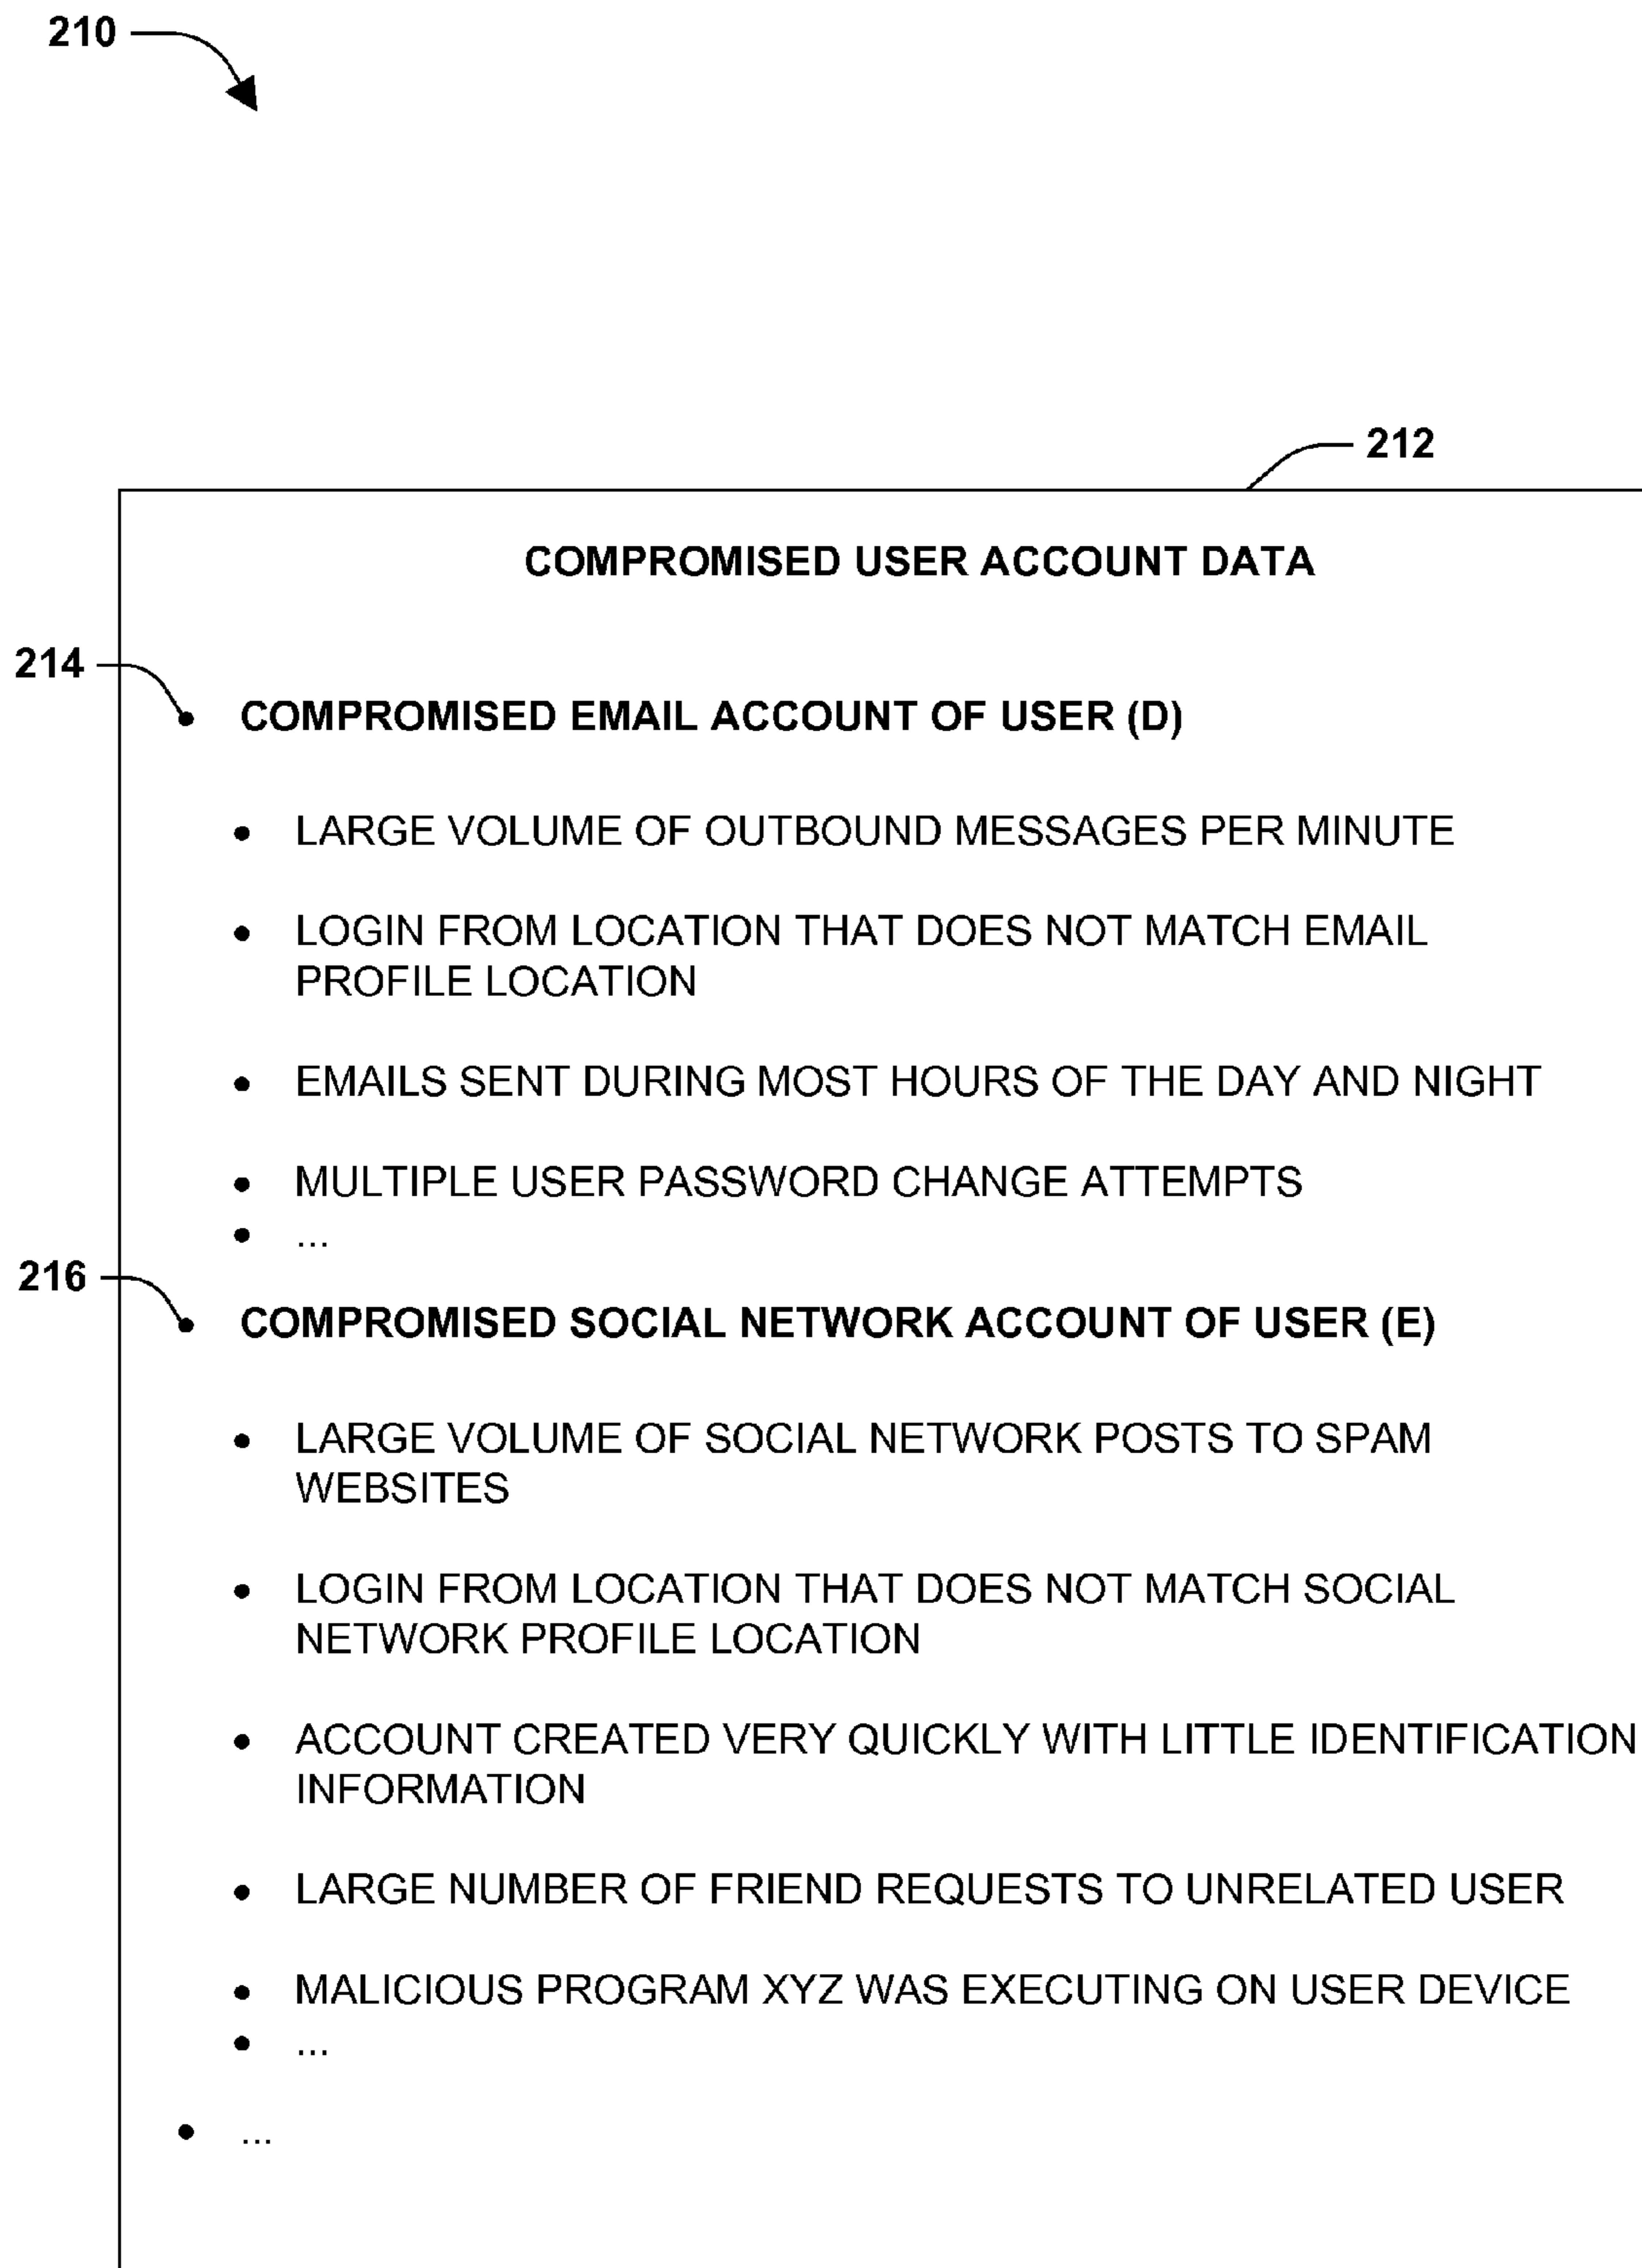 210
212
COMPROMISED USER ACCOUNT DATA
214
• COMPROMISED EMAIL ACCOUNT OF USER (D)
• LARGE VOLUME OF OUTBOUND MESSAGES PER MINUTE
• LOGIN FROM LOCATION THAT DOES NOT MATCH EMAIL
PROFILE LOCATION
• EMAILS SENT DURING MOST HOURS OF THE DAY AND NIGHT
• MULTIPLE USER PASSWORD CHANGE ATTEMPTS
• ...
216
• COMPROMISED SOCIAL NETWORK ACCOUNT OF USER (E)
• LARGE VOLUME OF SOCIAL NETWORK POSTS TO SPAM
WEBSITES
• LOGIN FROM LOCATION THAT DOES NOT MATCH SOCIAL
NETWORK PROFILE LOCATION
• ACCOUNT CREATED VERY QUICKLY WITH LITTLE IDENTIFICATION
INFORMATION
• LARGE NUMBER OF FRIEND REQUESTS TO UNRELATED USER
• MALICIOUS PROGRAM XYZ WAS EXECUTING ON USER DEVICE
• ...
• ...